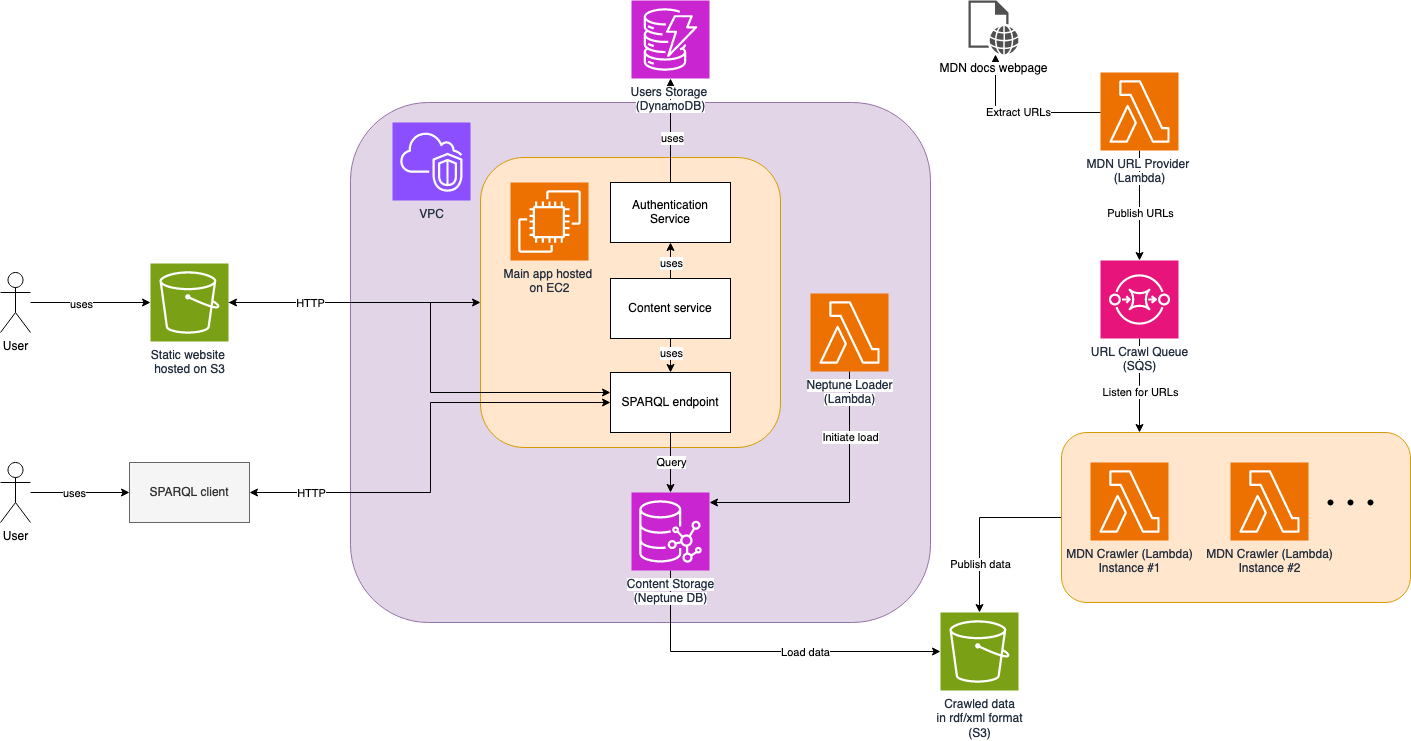 MDN docs webpage
Users Storage
(DynamoDB)
Extract URLs
uses
MDN URL Provider
(Lambda)
VPC
Authentication
Service
Publish URLs
uses
Main app hosted
on EC2
uses
HTTP
Content service
User
Static website
hosted on S3
uses
URL Crawl Queue
(SQS)
Neptune Loader
(Lambda)
Listen for URLs
SPARQL endpoint
Initiate load
Query
uses
SPARQL client
HTTP
User
MDN Crawler (Lambda)
Instance #1
MDN Crawler (Lambda)
Instance #2
Publish data
Content Storage
(Neptune DB)
Load data
Crawled data
in rdf/xml format
(S3)